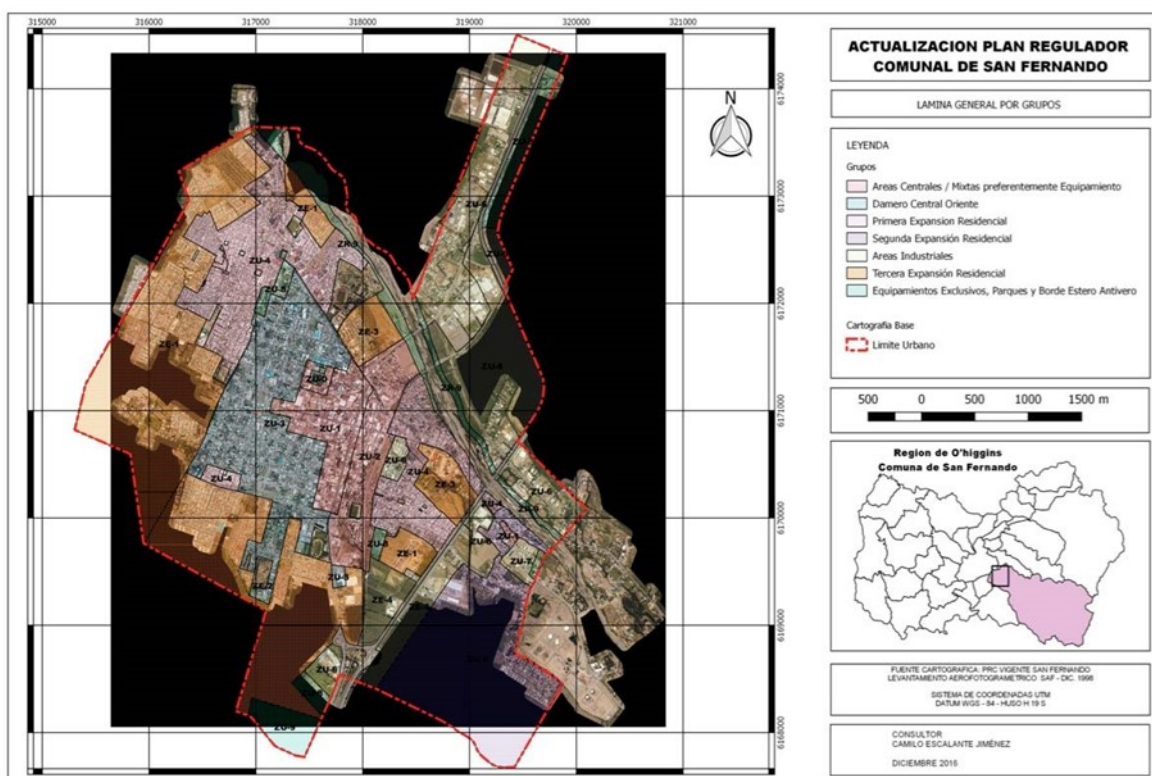 315000 316000 317000 318000 319000 320000 321000
6174000
6173000
6172000
6171000
6170000
6169000
6168000
N
ZE-1
ZU-4
ZU-5
ZE-3
ZE-1
ZU-3
ZU-1
ZU-2
ZU-6
ZU-4
ZE-3
ZU-4
ZU-8
ZE-1
ZU-7
ZE-2
ZE-4
ZU-6
ZU-9
ACTUALIZACION PLAN REGULADOR
COMUNAL DE SAN FERNANDO
LAMINA GENERAL POR GRUPOS
LEYENDA
Grupos
Areas Centrales / Mixtas preferentemente Equipamiento
Damero Central Oriente
Primera Expansion Residencial
Segunda Expansión Residencial
Areas Industriales
Tercera Expansión Residencial
Equipamientos Exclusivos, Parques y Borde Estero Antivero
Cartografia Base
Limite Urbano
500 0 500 1000 1500 m
Region de O'higgins
Comuna de San Fernando
FUENTE CARTOGRAFICA: PRC VIGENTE SAN FERNANDO
LEVANTAMIENTO AEROFOTOGRAMETRICO SAF - DIC. 1998
SISTEMA DE COORDENADAS UTM
DATUM WGS - 84 - HUSO H 19 S
CONSULTOR
CAMILO ESCALANTE JIMÉNEZ
DICIEMBRE 2016